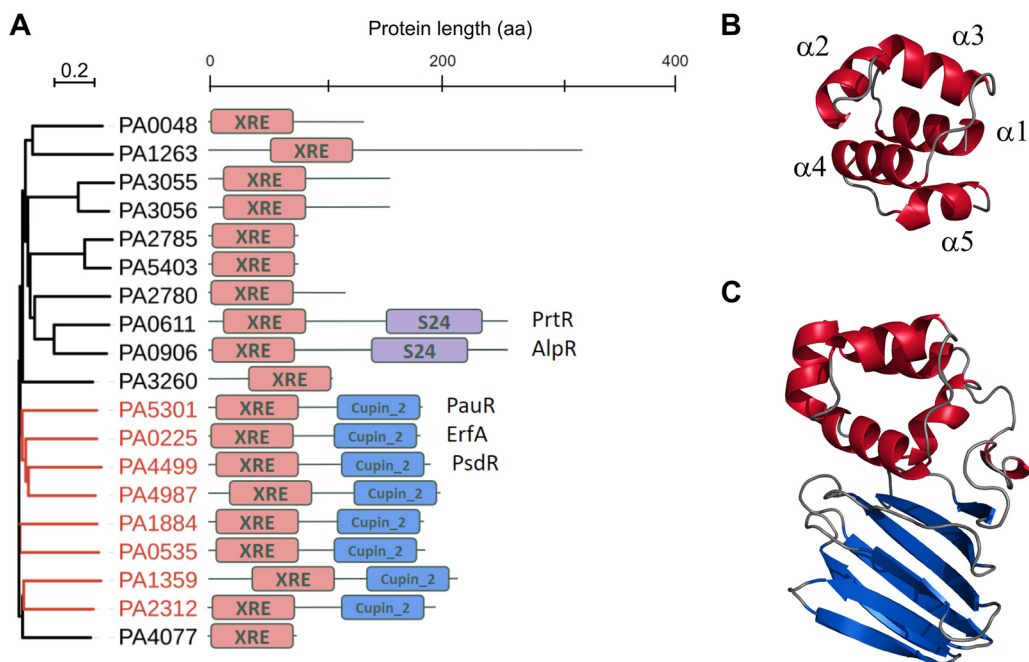 A
Protein length (aa)
0.2
0 200 400
PA0048 XRE
PA1263 XRE
PA3055 XRE
PA3056 XRE
PA2785 XRE
PA5403 XRE
PA2780 XRE
PA0611 XRE S24 PrtR
PA0906 XRE S24 AlpR
PA3260 XRE
PA5301 XRE Cupin_2 PauR
PA0225 XRE Cupin_2 ErfA
PA4499 XRE Cupin_2 PsdR
PA4987 XRE Cupin_2
PA1884 XRE Cupin_2
PA0535 XRE Cupin_2
PA1359 XRE Cupin_2
PA2312 XRE Cupin_2
PA4077 XRE
B
α2 α3
α1
α4
α5
C